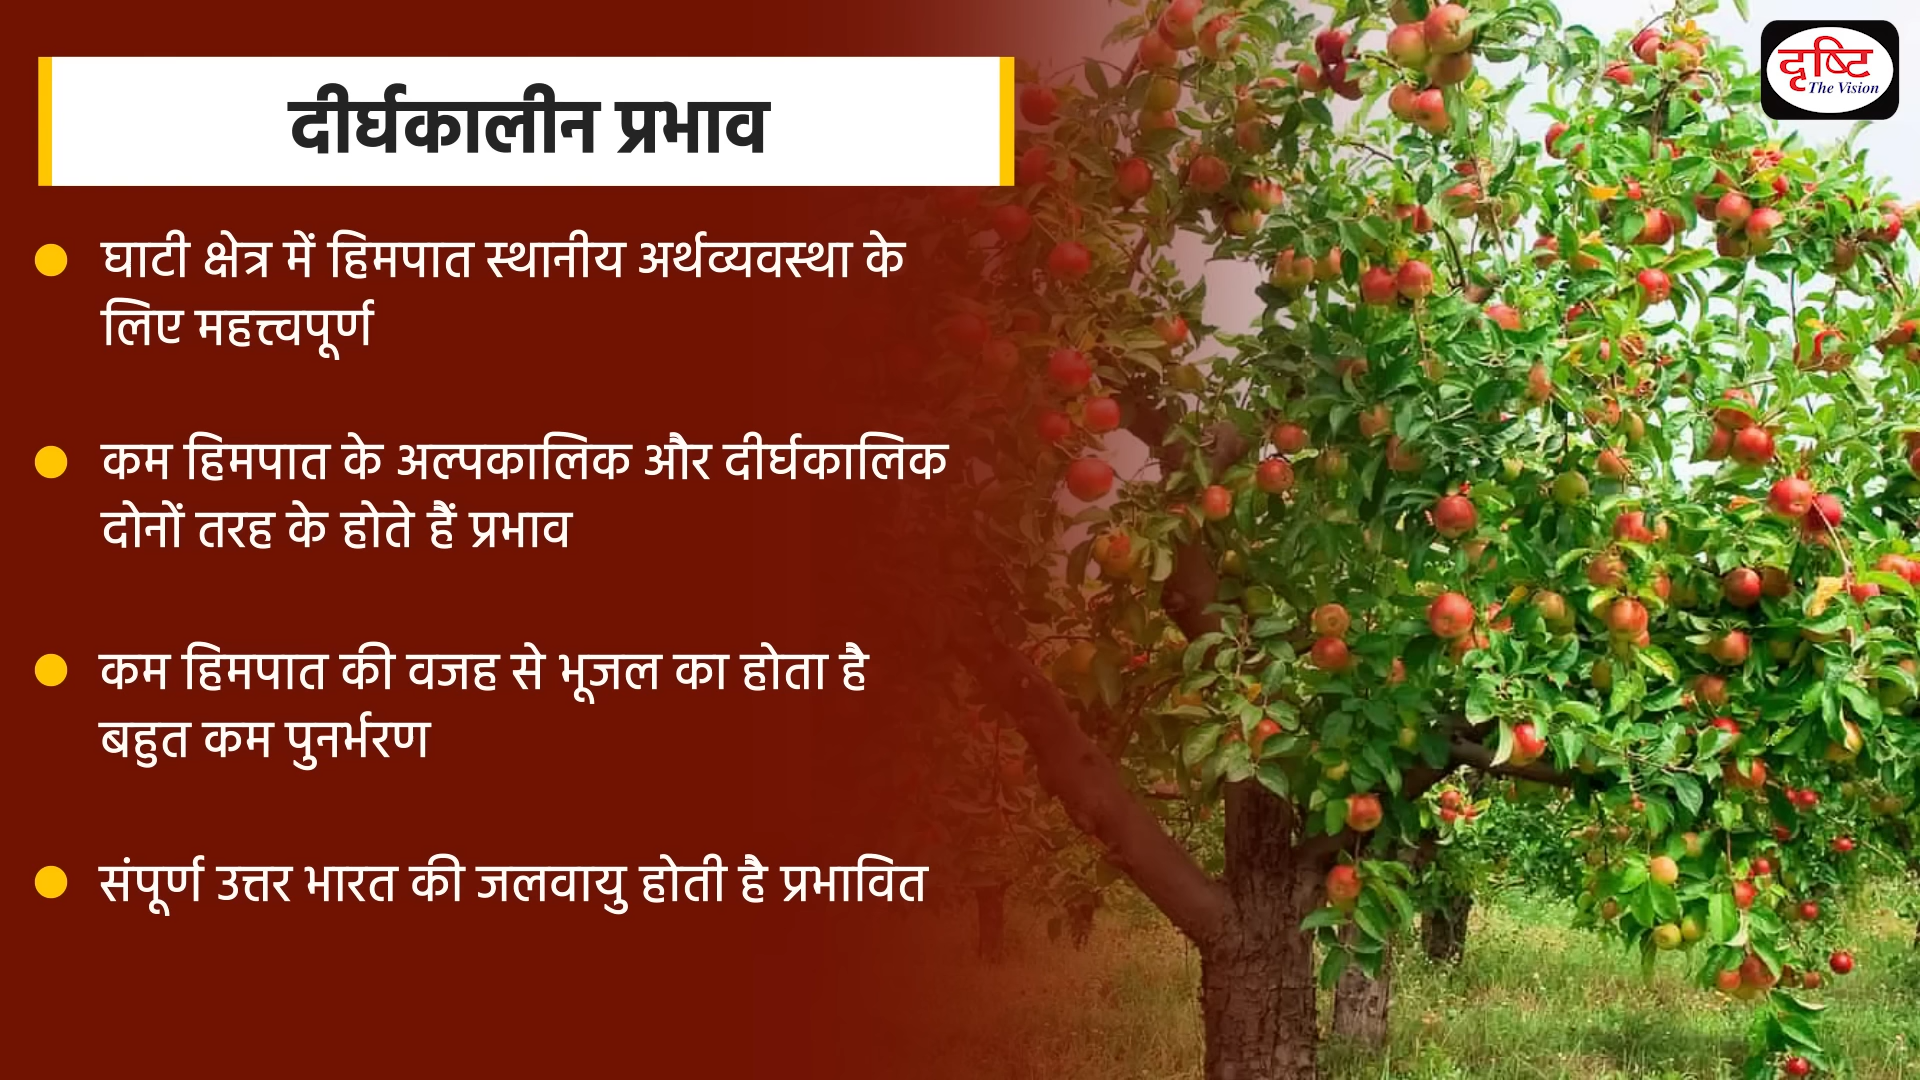 दीर्घकालीन प्रभाव
दृष्टि
The Vision
घाटी क्षेत्र में हिमपात स्थानीय अर्थव्यवस्था के
लिए महत्त्वपूर्ण
कम हिमपात के अल्पकालिक और दीर्घकालिक
दोनों तरह के होते हैं प्रभाव
कम हिमपात की वजह से भूजल का होता है
बहुत कम पुनर्भरण
संपूर्ण उत्तर भारत की जलवायु होती है प्रभावित